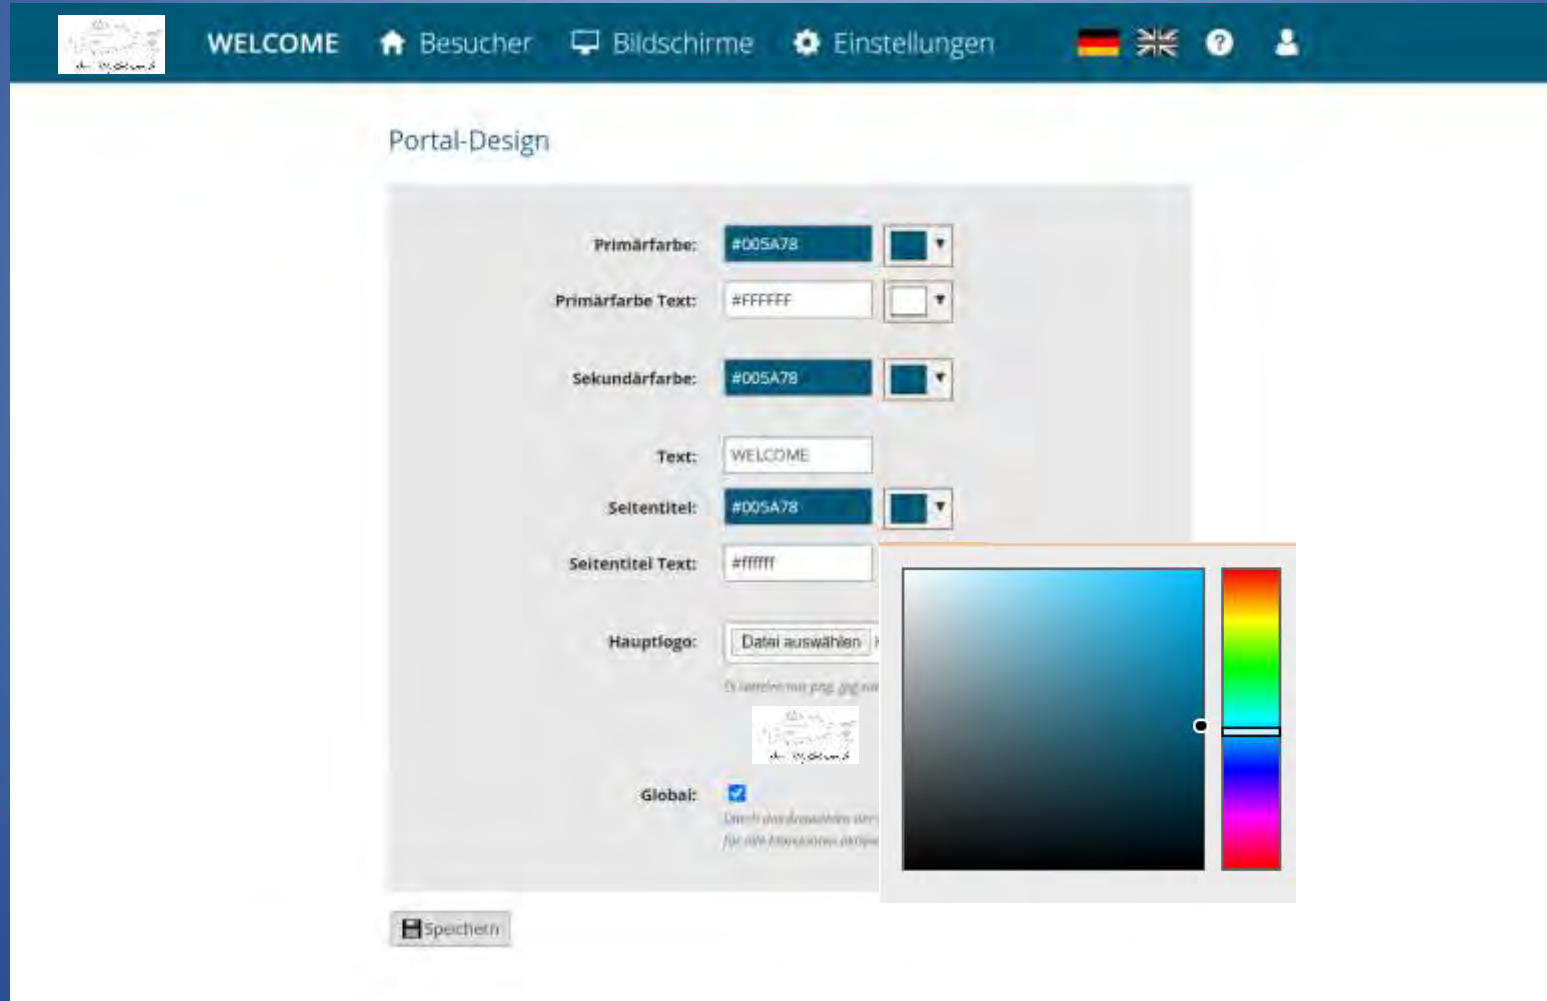 WELCOME Besucher Bildschirme Einstellungen
Portal-Design
Primärfarbe: #005A78
Primärfarbe Text: #FFFFFF
Sekundärfarbe: #005A78
Text: WELCOME
Seitentitel: #005A78
Seitentitel Text: #ffffff
Hauptlogo: Datei auswählen
Global:
Speichern